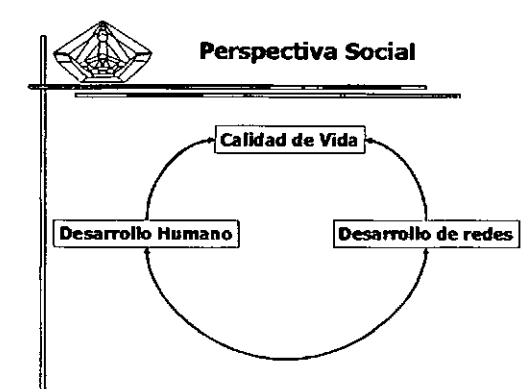 Perspectiva Social
Calidad de Vida
Desarrollo Humano
Desarrollo de redes